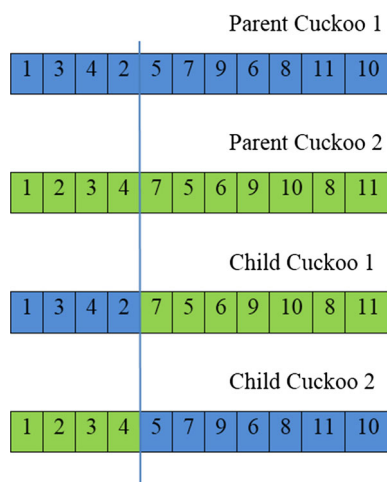 Parent Cuckoo 1
1 3 4 2 5 7 9 6 8 11 10
Parent Cuckoo 2
1 2 3 4 7 5 6 9 10 8 11
Child Cuckoo 1
1 3 4 2 7 5 6 9 10 8 11
Child Cuckoo 2
1 2 3 4 5 7 9 6 8 11 10